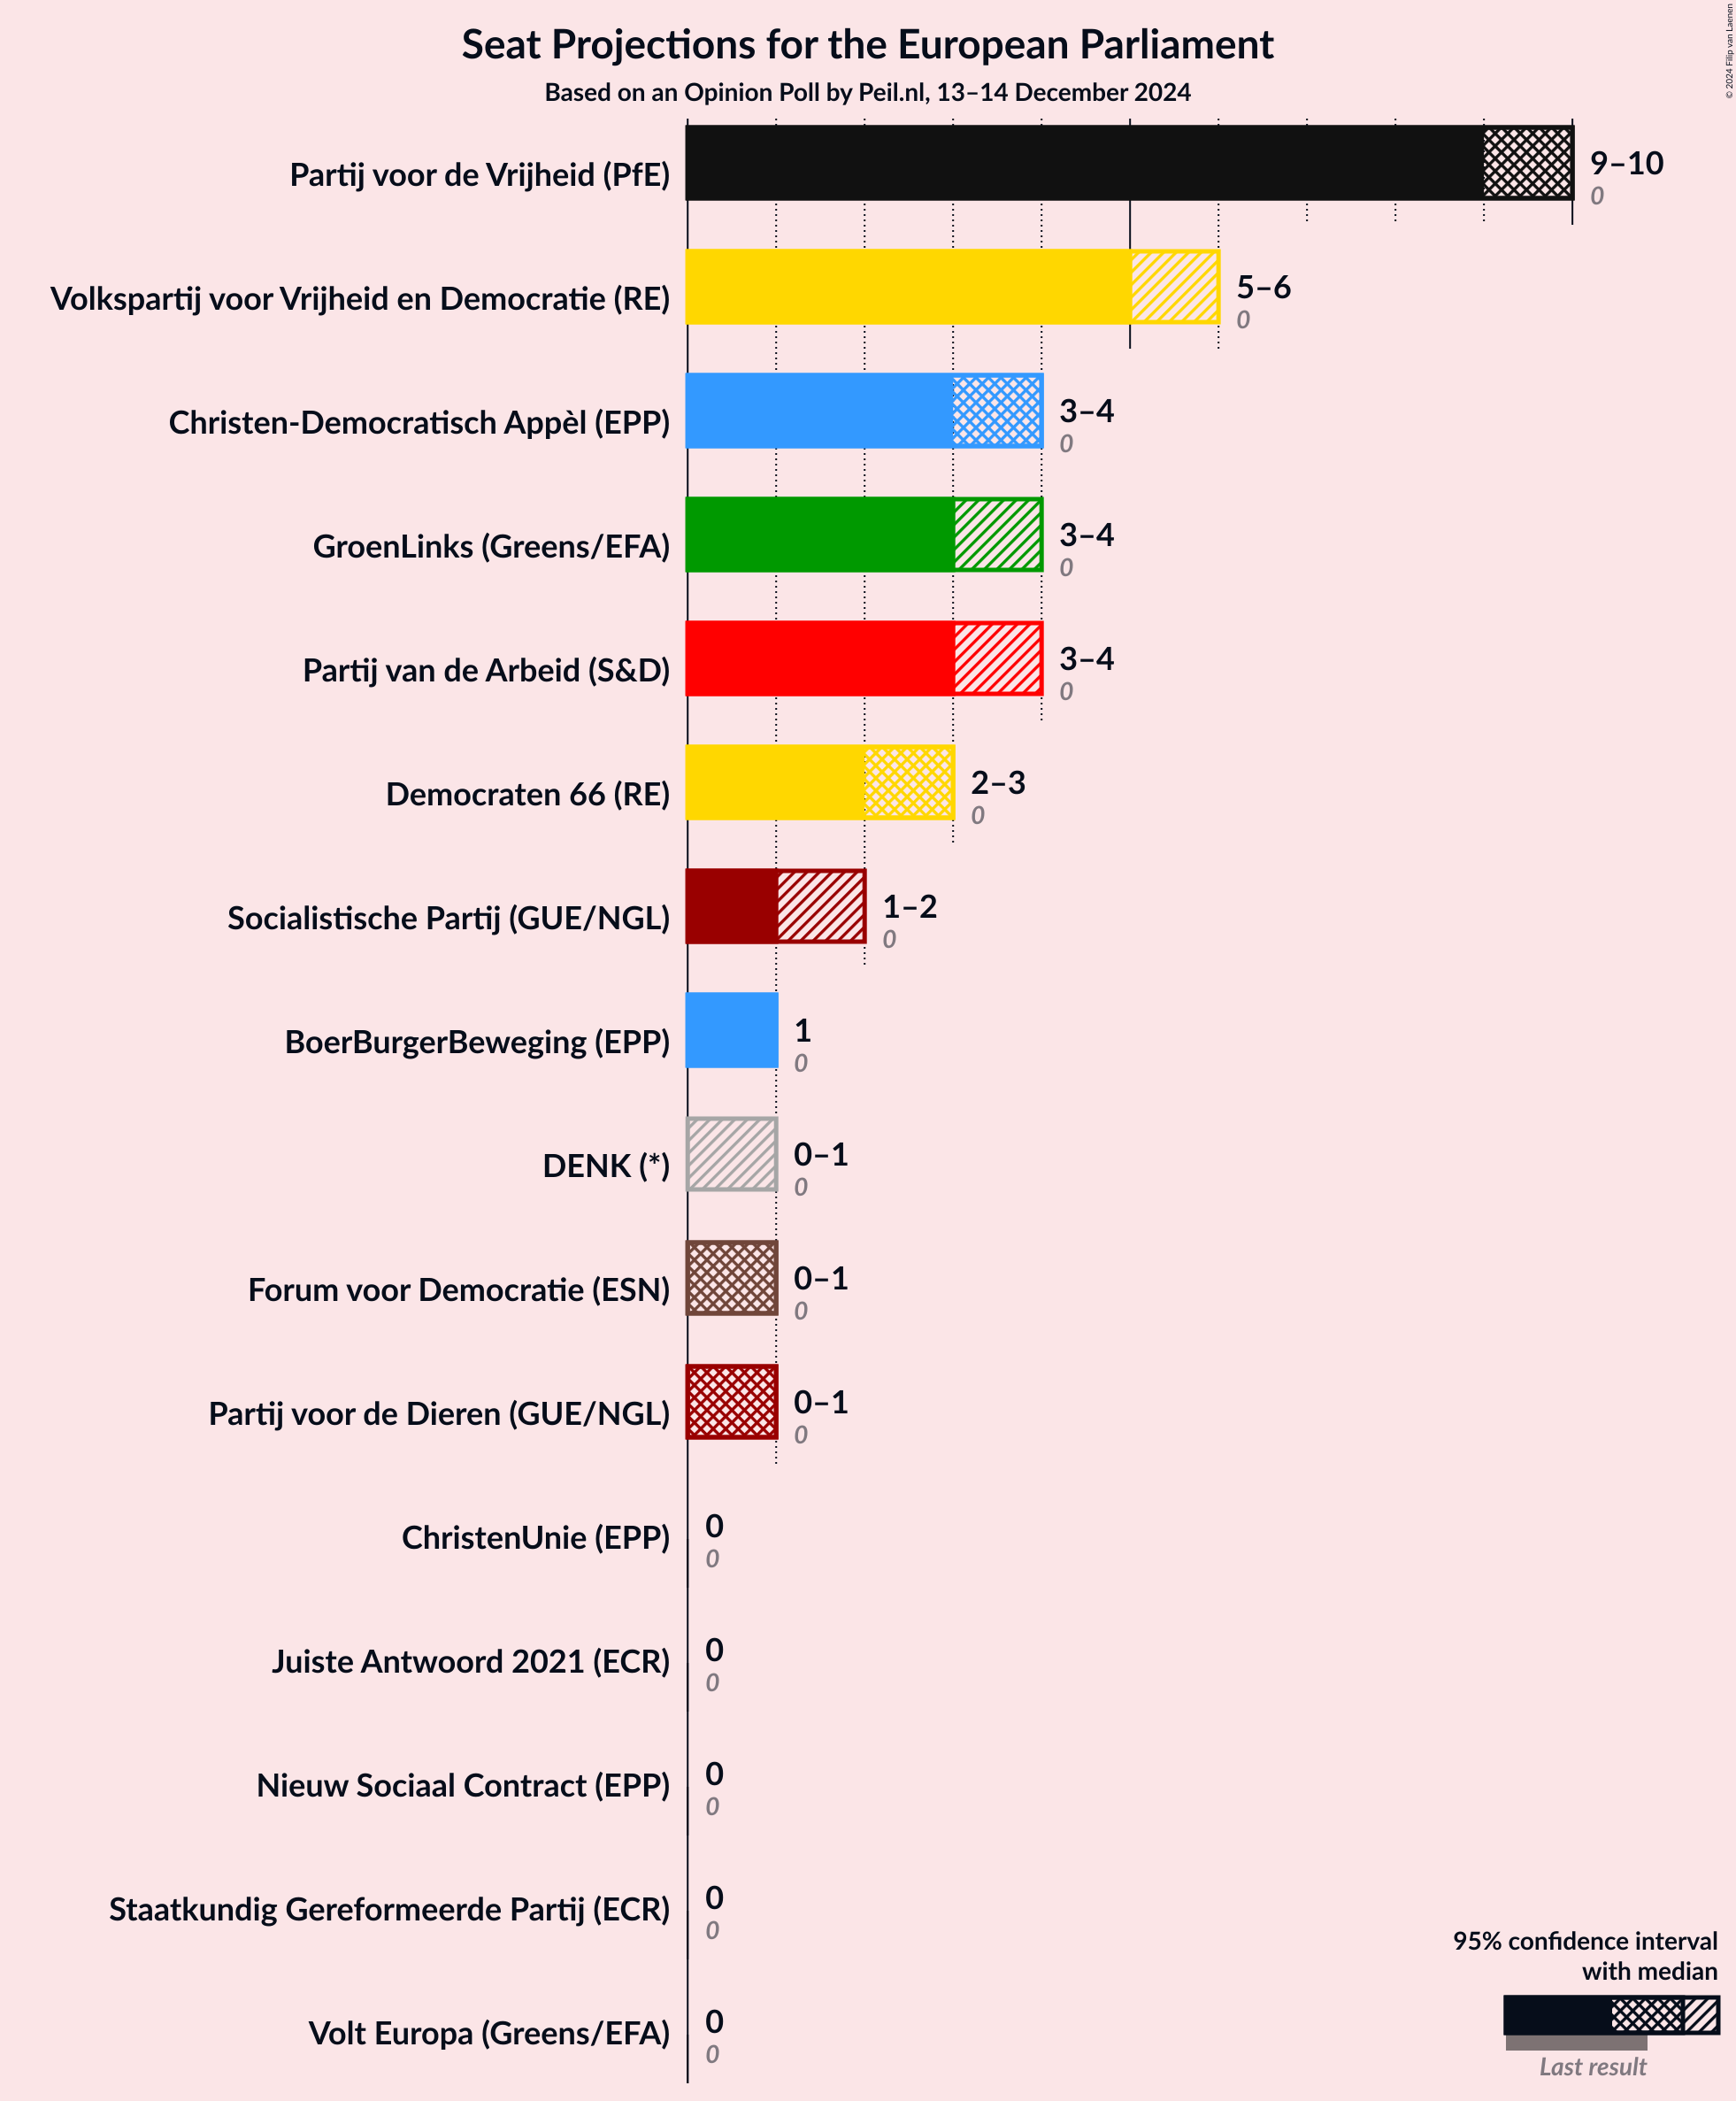 Seat Projections for the European Parliament
Based on an Opinion Poll by Peil.nl, 13–14 December 2024
© 2024 Filip van Laenen
Partij voor de Vrijheid (PfE)
9–10
0
Volkspartij voor Vrijheid en Democratie (RE)
5–6
0
Christen-Democratisch Appèl (EPP)
3–4
0
GroenLinks (Greens/EFA)
3–4
0
Partij van de Arbeid (S&D)
3–4
0
Democraten 66 (RE)
2–3
0
Socialistische Partij (GUE/NGL)
1–2
0
BoerBurgerBeweging (EPP)
1
0
DENK (*)
0–1
0
Forum voor Democratie (ESN)
0–1
0
Partij voor de Dieren (GUE/NGL)
0–1
0
ChristenUnie (EPP)
0
0
Juiste Antwoord 2021 (ECR)
0
0
Nieuw Sociaal Contract (EPP)
0
0
Staatkundig Gereformeerde Partij (ECR)
0
0
Volt Europa (Greens/EFA)
0
0
95% confidence interval
with median
Last result